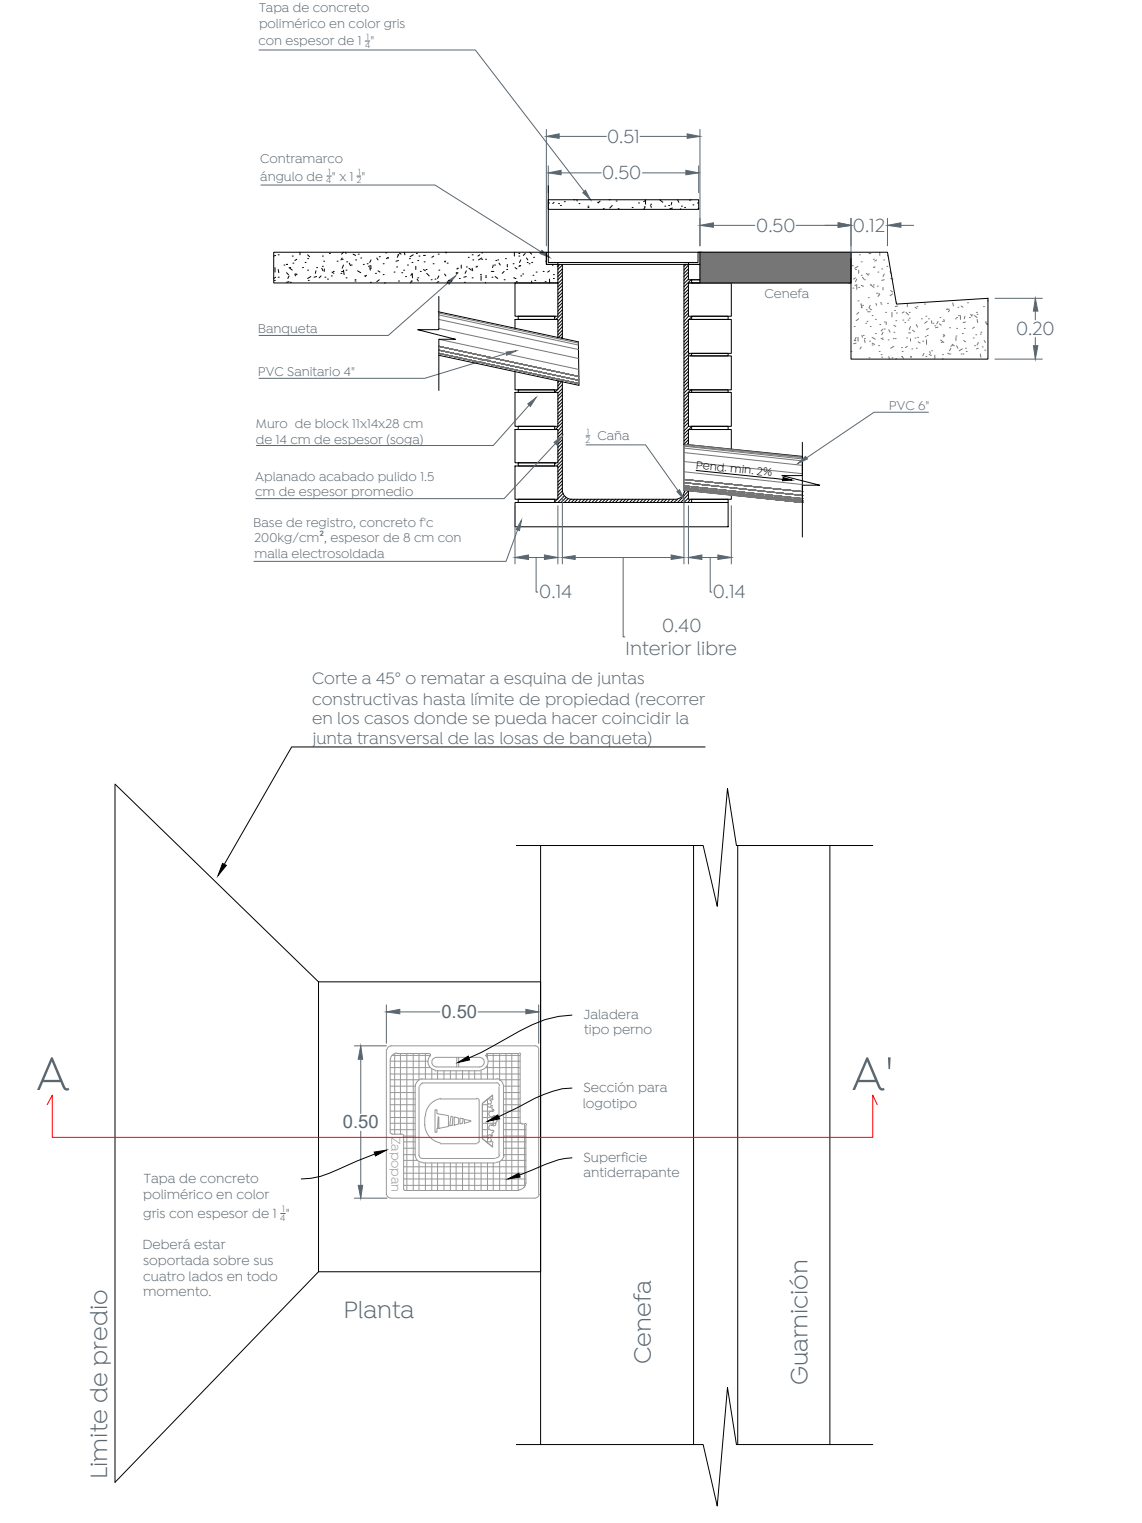 Tapa de concreto
polimérico en color gris
con espesor de 1 1/4"
0.51
0.50
Contramarco
ángulo de 1/4" x 1 1/2"
0.50
0.12
Cenefa
0.20
Banqueta
PVC Sanitario 4"
PVC 6"
Muro de block 11x14x28 cm
de 14 cm de espesor (soga)
1/2 Caña
Pend. min. 2%
Aplanado acabado pulido 1.5
cm de espesor promedio
Base de registro, concreto f'c
200kg/cm², espesor de 8 cm con
malla electrosoldada
0.14
0.14
0.40
Interior libre
Corte a 45° o rematar a esquina de juntas
constructivas hasta límite de propiedad (recorrer
en los casos donde se pueda hacer coincidir la
junta transversal de las losas de banqueta)
0.50
Jaladera
tipo perno
A
A'
Sección para
logotipo
0.50
Zapopan
Superficie
antiderrapante
Tapa de concreto
polimérico en color
gris con espesor de 1 1/4"
Deberá estar
soportada sobre sus
cuatro lados en todo
momento.
Planta
Limite de predio
Cenefa
Guarnición